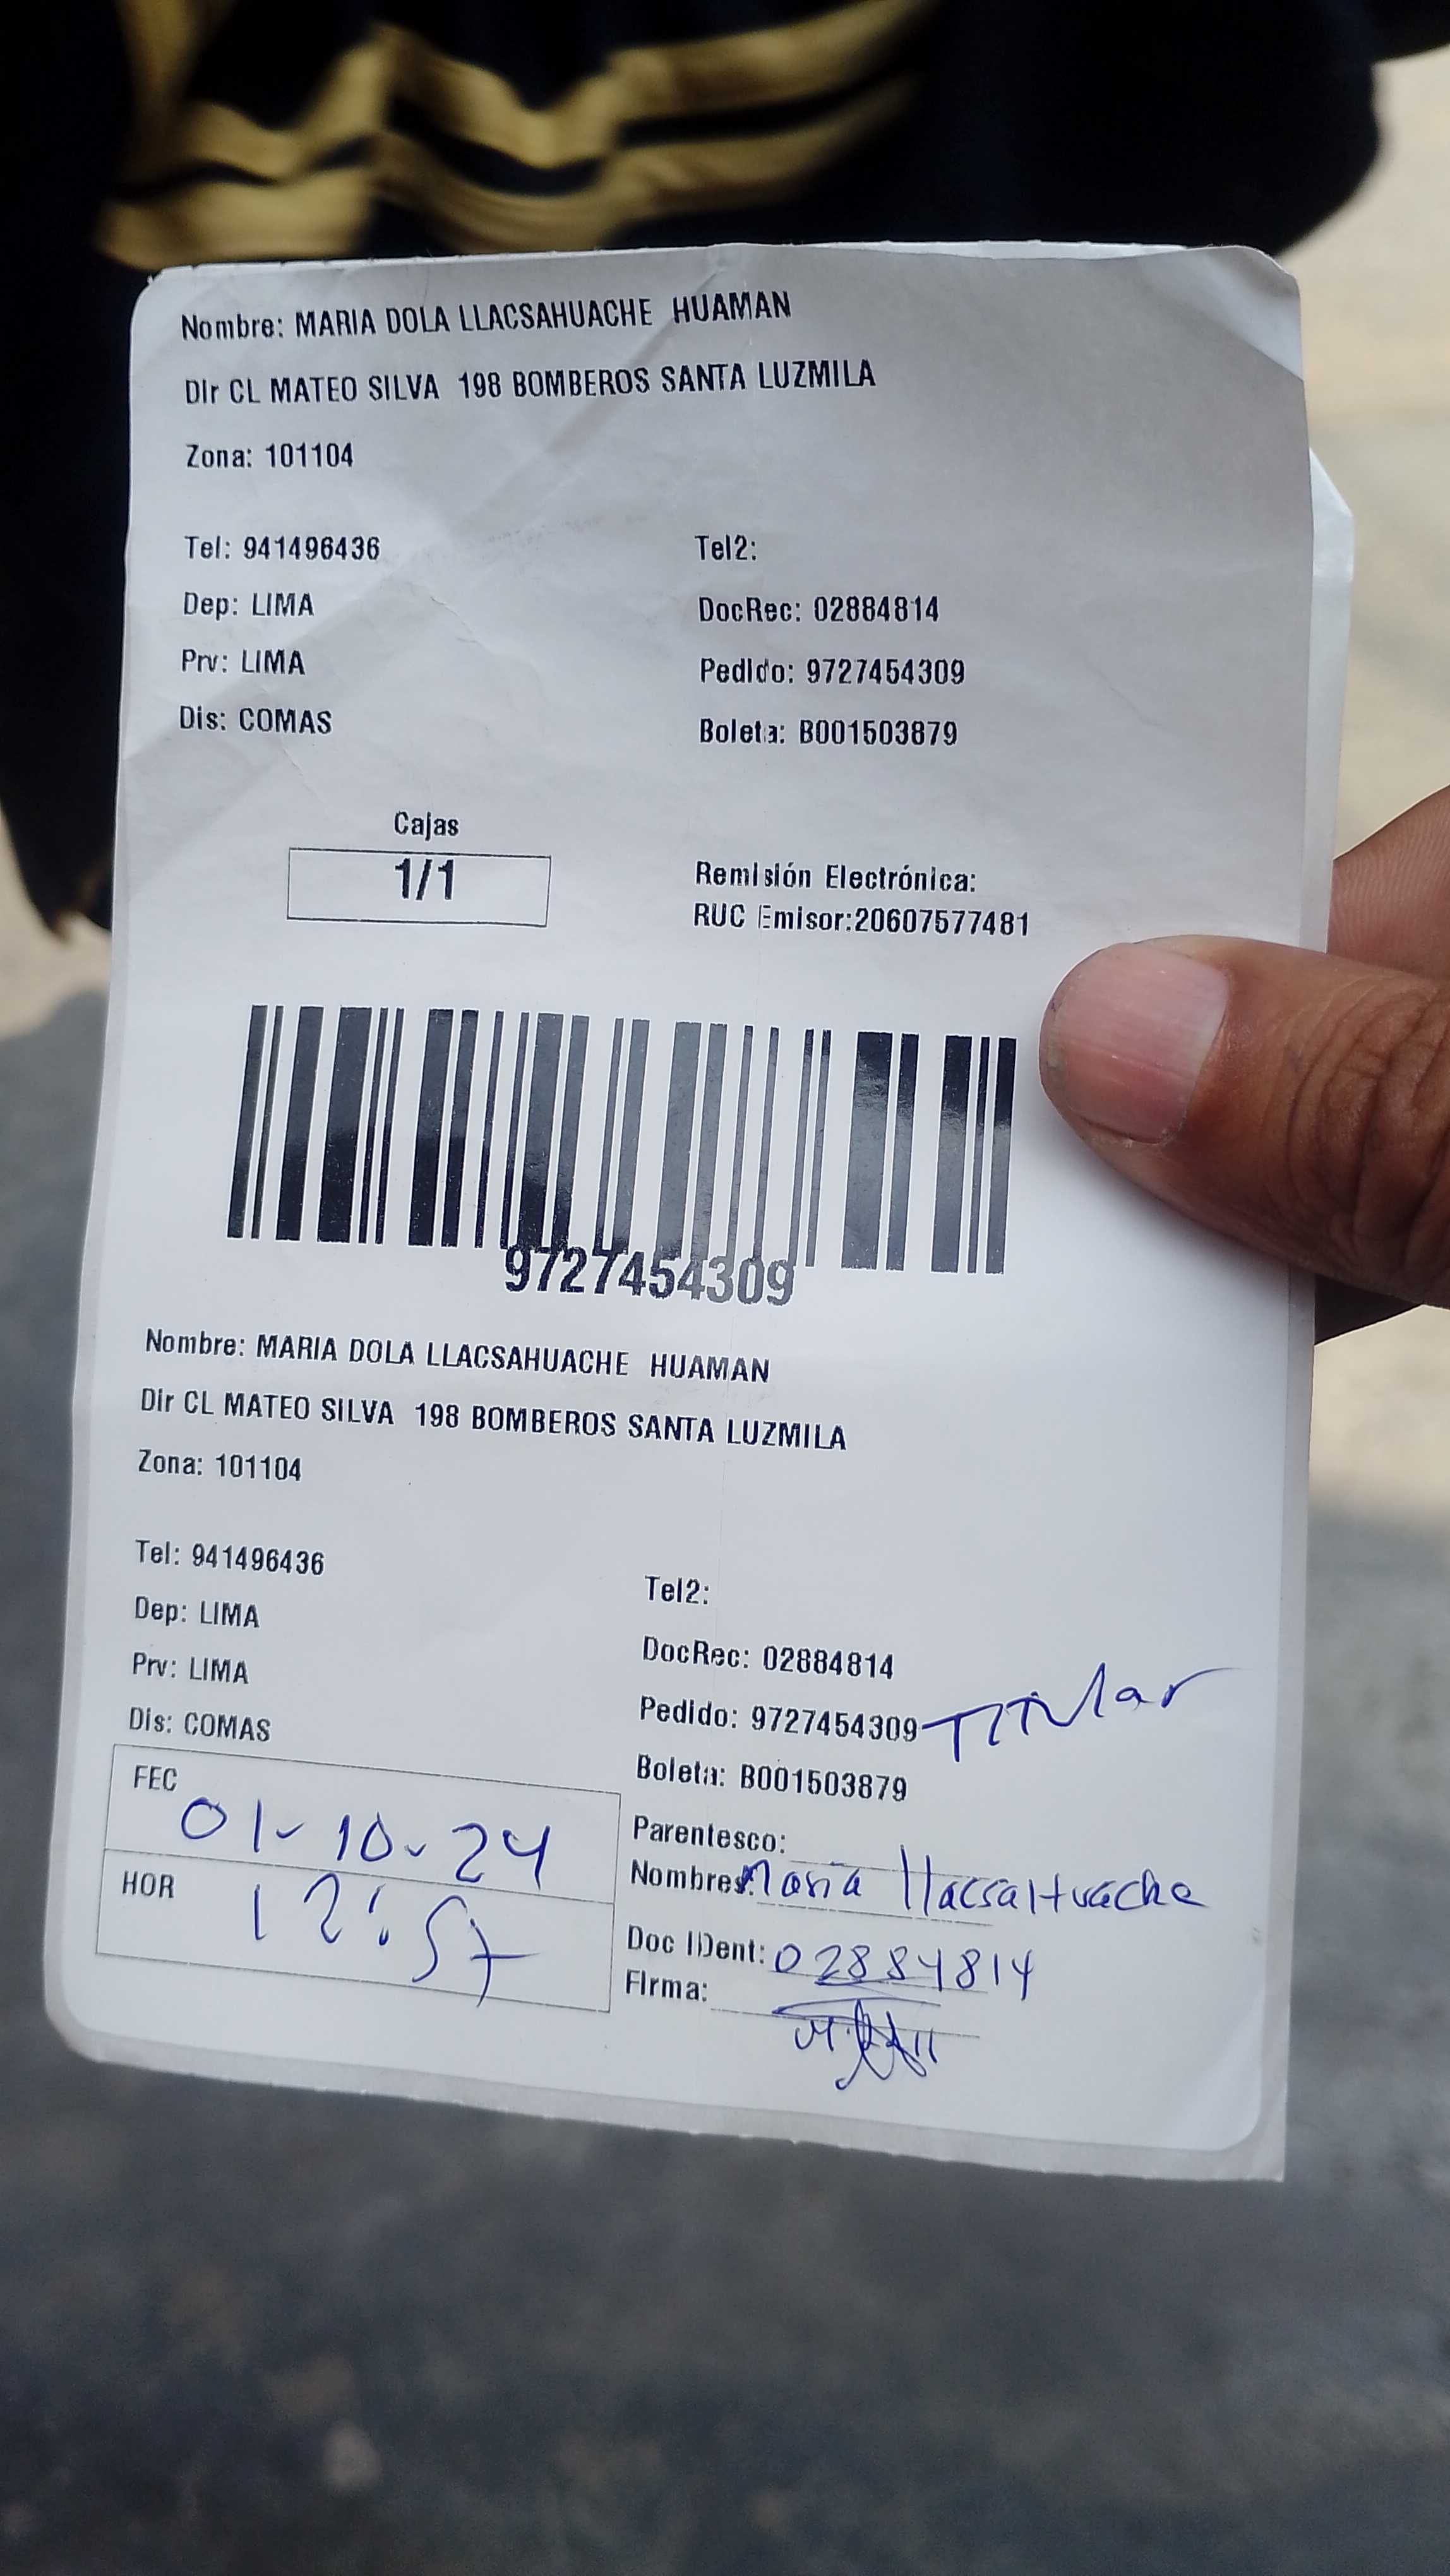 Nombre: MARIA DOLA LLACSAHUACHE HUAMAN
Dir CL MATEO SILVA 198 BOMBEROS SANTA LUZMILA
Zona: 101104
Tel: 941496436 Tel2:
Dep: LIMA DocRec: 02884814
Prv: LIMA Pedido: 9727454309
Dis: COMAS Boleta: B001503879
Cajas
1/1
Remisión Electrónica:
RUC Emisor:20607577481
9727454309
Nombre: MARIA DOLA LLACSAHUACHE HUAMAN
Dir CL MATEO SILVA 198 BOMBEROS SANTA LUZMILA
Zona: 101104
Tel: 941496436 Tel2:
Dep: LIMA DocRec: 02884814
Prv: LIMA Pedido: 9727454309 Titular
Dis: COMAS Boleta: B001503879
FEC 01-10-24
HOR 12:57
Parentesco:
Nombres: Maria LlacsaHuache
Doc IDent: 02884814
Firma: